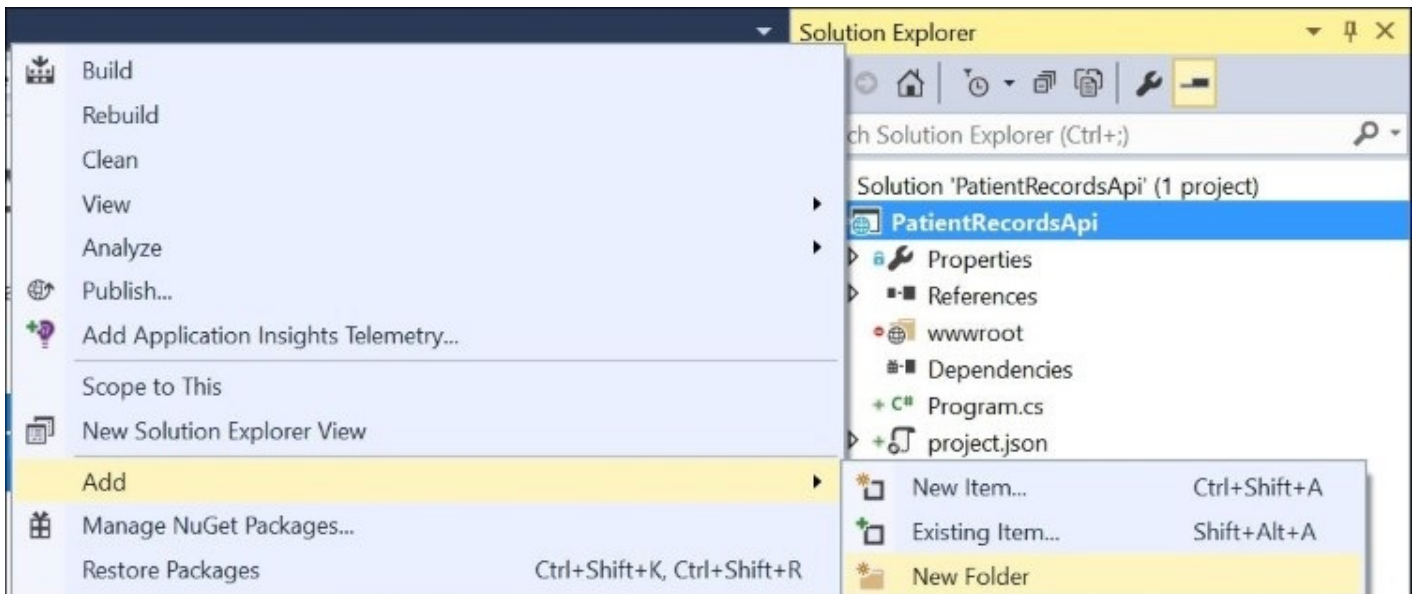 Solution Explorer
Build
Rebuild
Clean
View
Analyze
Publish...
Add Application Insights Telemetry...
Scope to This
New Solution Explorer View
Add
Manage NuGet Packages...
Restore Packages Ctrl+Shift+K, Ctrl+Shift+R
ch Solution Explorer (Ctrl+;)
Solution 'PatientRecordsApi' (1 project)
PatientRecordsApi
Properties
References
wwwroot
Dependencies
C# Program.cs
project.json
New Item... Ctrl+Shift+A
Existing Item... Shift+Alt+A
New Folder